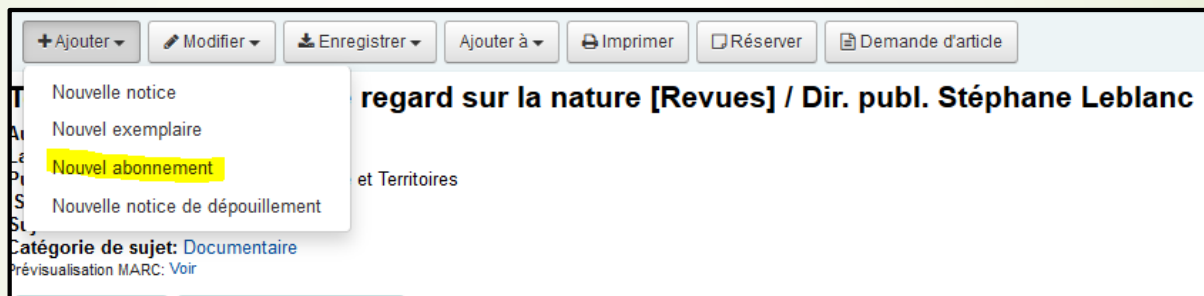 Ajouter Modifier Enregistrer Ajouter à Imprimer Réserver Demande d'article
Nouvelle notice
Nouvel exemplaire
Nouvel abonnement
Nouvelle notice de dépouillement
regard sur la nature [Revues] / Dir. publ. Stéphane Leblanc
et Territoires
Catégorie de sujet: Documentaire
Prévisualisation MARC: Voir